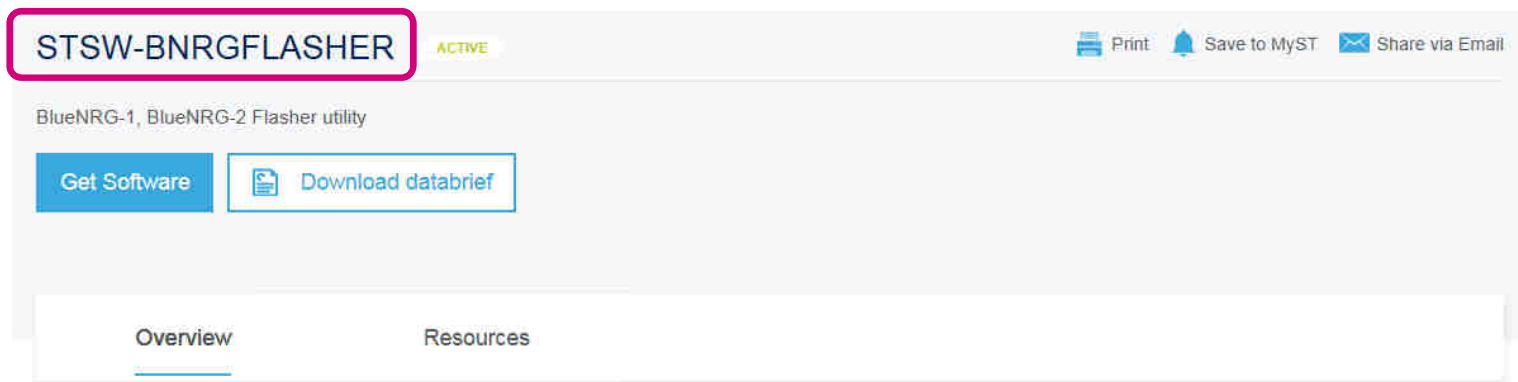 STSW-BNRGFLASHER ACTIVE Print Save to MyST Share via Email
BlueNRG-1, BlueNRG-2 Flasher utility
Get Software Download databrief
Overview Resources